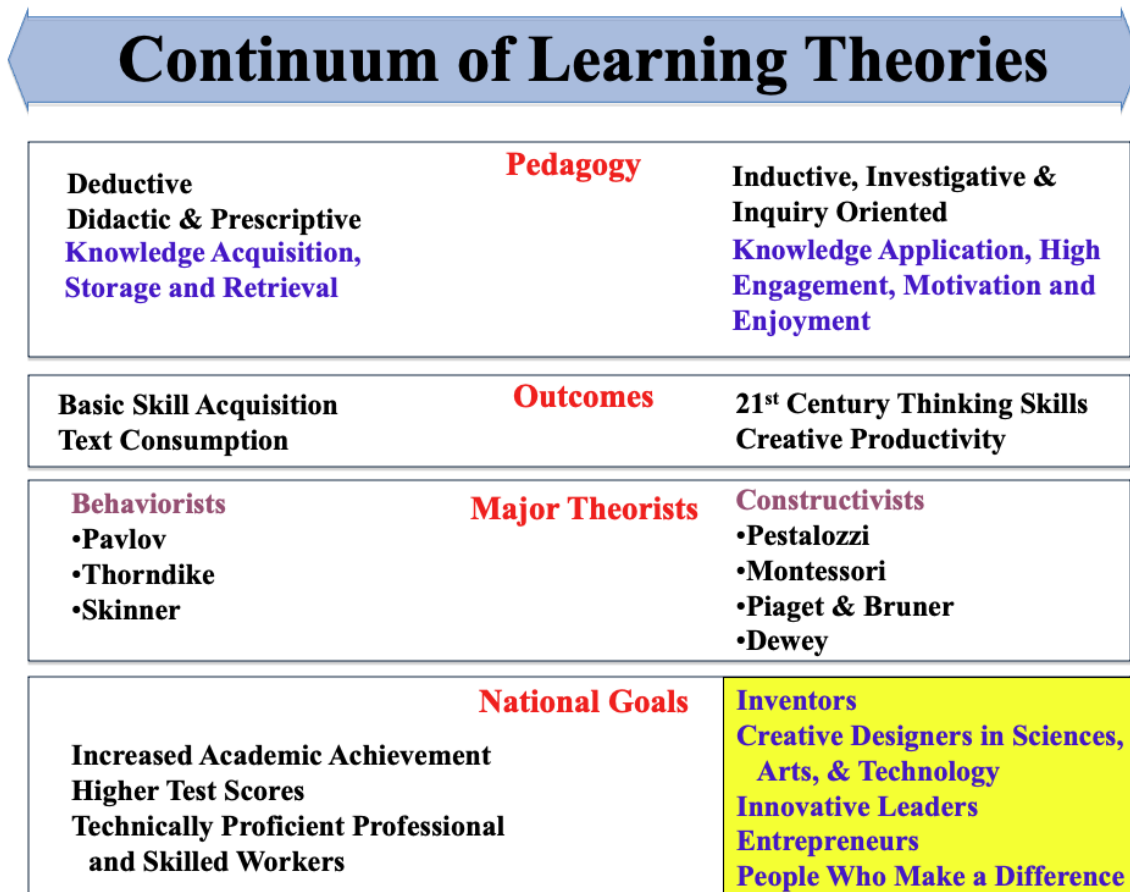 Continuum of Learning Theories
Pedagogy
Deductive
Didactic & Prescriptive
Knowledge Acquisition,
Storage and Retrieval
Inductive, Investigative &
Inquiry Oriented
Knowledge Application, High
Engagement, Motivation and
Enjoyment
Outcomes
Basic Skill Acquisition
Text Consumption
21st Century Thinking Skills
Creative Productivity
Major Theorists
Behaviorists
•Pavlov
•Thorndike
•Skinner
Constructivists
•Pestalozzi
•Montessori
•Piaget & Bruner
•Dewey
National Goals
Increased Academic Achievement
Higher Test Scores
Technically Proficient Professional
and Skilled Workers
Inventors
Creative Designers in Sciences,
Arts, & Technology
Innovative Leaders
Entrepreneurs
People Who Make a Difference